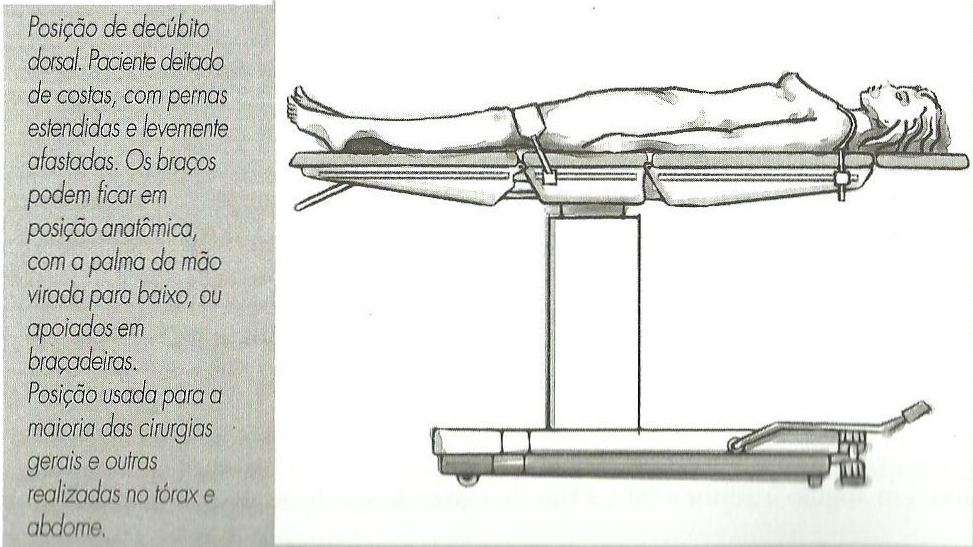 Posição de decúbito
dorsal. Paciente deitado
de costas, com pernas
estendidas e levemente
afastadas. Os braços
podem ficar em
posição anatômica,
com a palma da mão
virada para baixo, ou
apoiados em
braçadeiras.
Posição usada para a
maioria das cirurgias
gerais e outras
realizadas no tórax e
abdome.